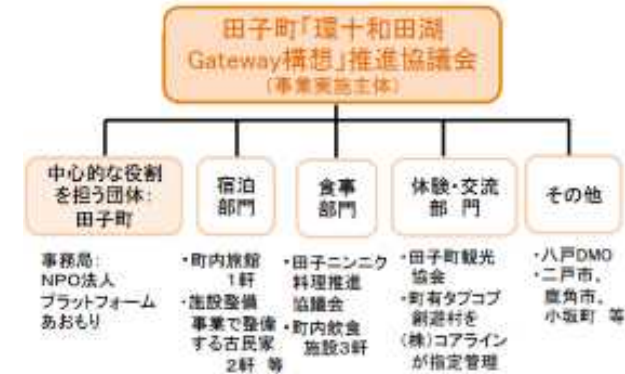 田子町「環十和田湖
Gateway構想」推進協議会
(事業実施主体)
中心的な役割
を担う団体:
田子町
事務局:
NPO法人
プラットフォーム
あおもり
宿泊
部門
・町内旅館
1軒
・施設整備
事業で整備
する古民家
2軒 等
食事
部門
・田子ニンニク
料理推進
協議会
・町内飲食
施設3軒
体験・交流
部 門
・田子町観光
協会
・町有タプコプ
創遊村を
(株)コアライン
が指定管理
その他
・八戸DMO
・二戸市、
鹿角市、
小坂町 等